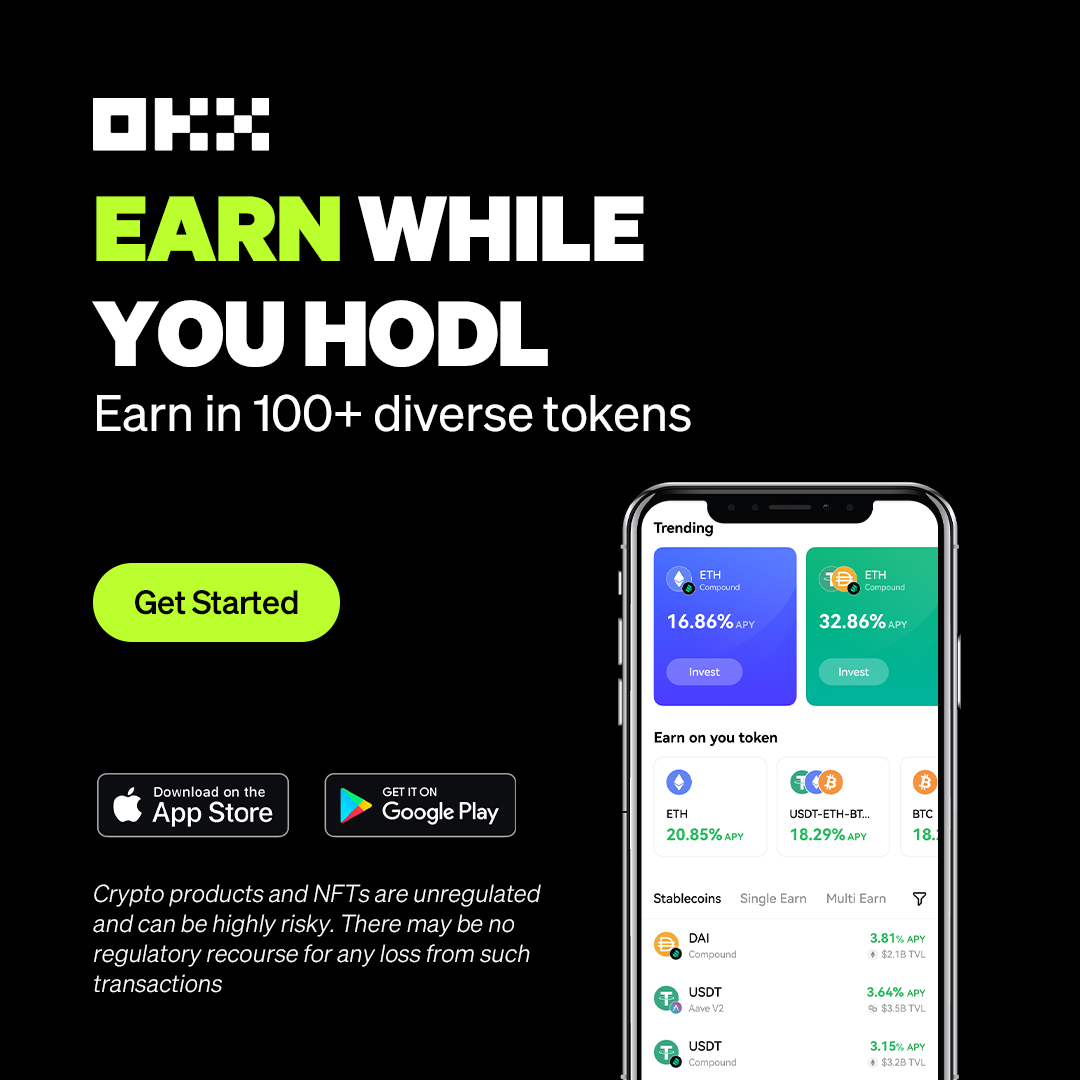 OKX
EARN WHILE
YOU HODL
Earn in 100+ diverse tokens
Get Started
Download on the
App Store
GET IT ON
Google Play
Crypto products and NFTs are unregulated
and can be highly risky. There may be no
regulatory recourse for any loss from such
transactions
Trending
ETH
Compound
16.86% APY
Invest
ETH
Compound
32.86% APY
Invest
Earn on you token
ETH
20.85% APY
USDT-ETH-BT...
18.29% APY
BTC
18.
Stablecoins Single Earn Multi Earn
DAI 3.81% APY
Compound $2.1B TVL
USDT 3.64% APY
Aave V2 $3.5B TVL
USDT 3.15% APY
Compound $3.2B TVL